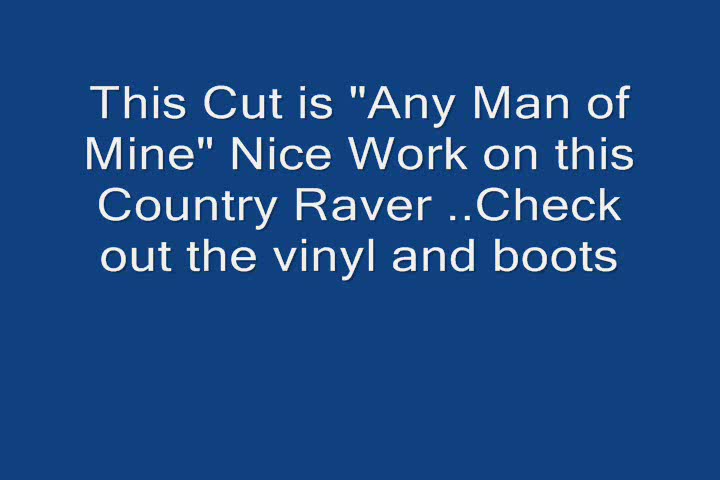 This Cut is "Any Man of
Mine" Nice Work on this
Country Raver ..Check
out the vinyl and boots